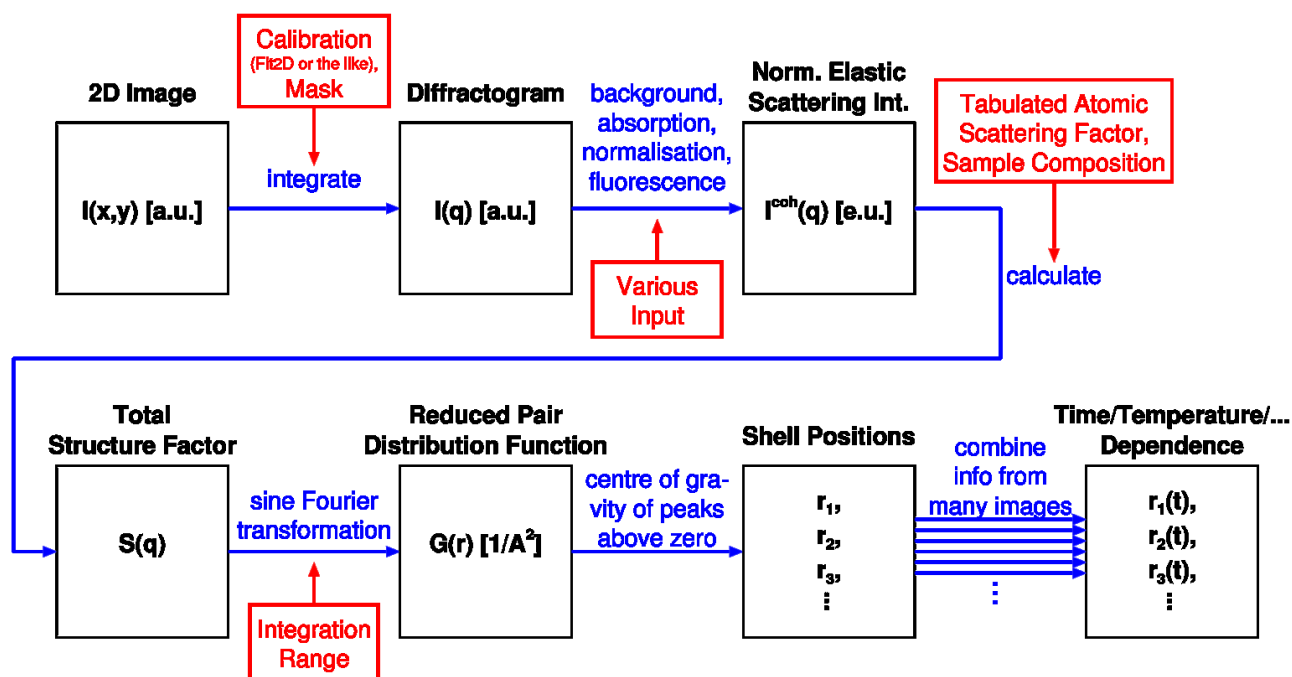 Calibration
(Fit2D or the like),
Mask
2D Image
I(x,y) [a.u.]
integrate
Diffractogram
I(q) [a.u.]
background,
absorption,
normalisation,
fluorescence
Various
Input
Norm. Elastic
Scattering Int.
I^coh(q) [e.u.]
Tabulated Atomic
Scattering Factor,
Sample Composition
calculate
Total
Structure Factor
S(q)
sine Fourier
transformation
Integration
Range
Reduced Pair
Distribution Function
G(r) [1/A²]
centre of gra-
vity of peaks
above zero
Shell Positions
r₁,
r₂,
r₃,
⋮
combine
info from
many images
⋮
Time/Temperature/...
Dependence
r₁(t),
r₂(t),
r₃(t),
⋮